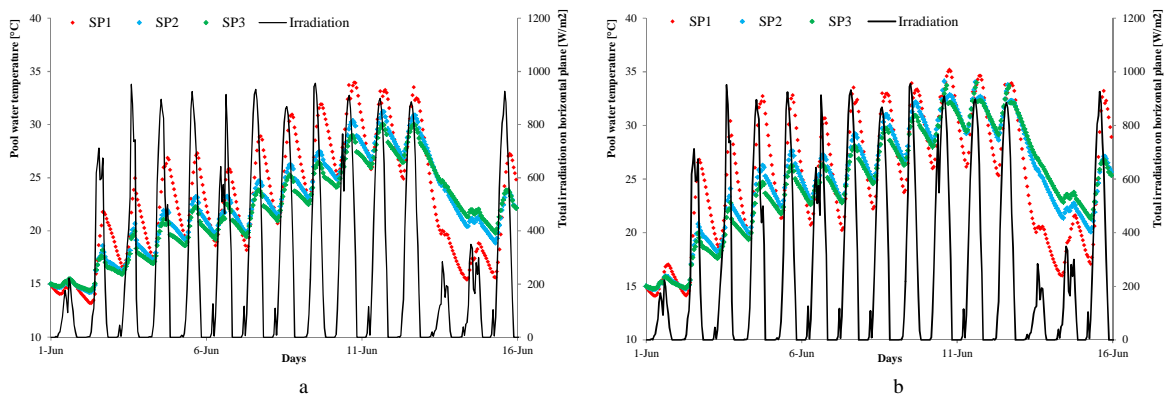 SP1 SP2 SP3 Irradiation
Pool water temperature [°C]
40
35
30
25
20
15
10
1200
1000
800
600
400
200
0
Total irradiation on horizontal plane [W/m2]
1-Jun 6-Jun 11-Jun 16-Jun
Days
a
SP1 SP2 SP3 Irradiation
Pool water temperature [°C]
40
35
30
25
20
15
10
1200
1000
800
600
400
200
0
Total irradiation on horizontal plane [W/m2]
1-Jun 6-Jun 11-Jun 16-Jun
Days
b